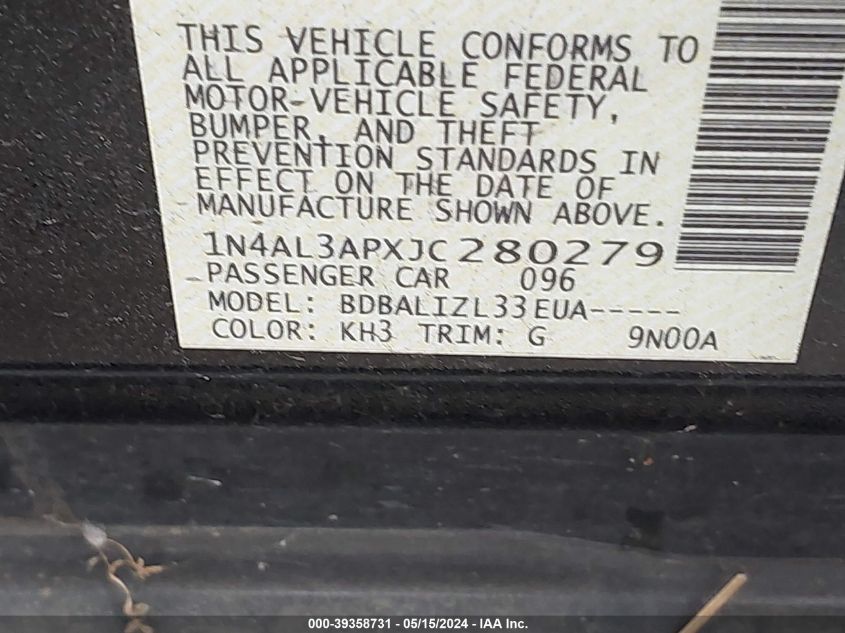 THIS VEHICLE CONFORMS TO
ALL APPLICABLE FEDERAL
MOTOR-VEHICLE SAFETY,
BUMPER, AND THEFT
PREVENTION STANDARDS IN
EFFECT ON THE DATE OF
MANUFACTURE SHOWN ABOVE.
1N4AL3APXJC280279
PASSENGER CAR 096
MODEL: BDBALIZL33EUA-----
COLOR: KH3 TRIM: G 9N00A
000-39358731 - 05/15/2024 - IAA Inc.